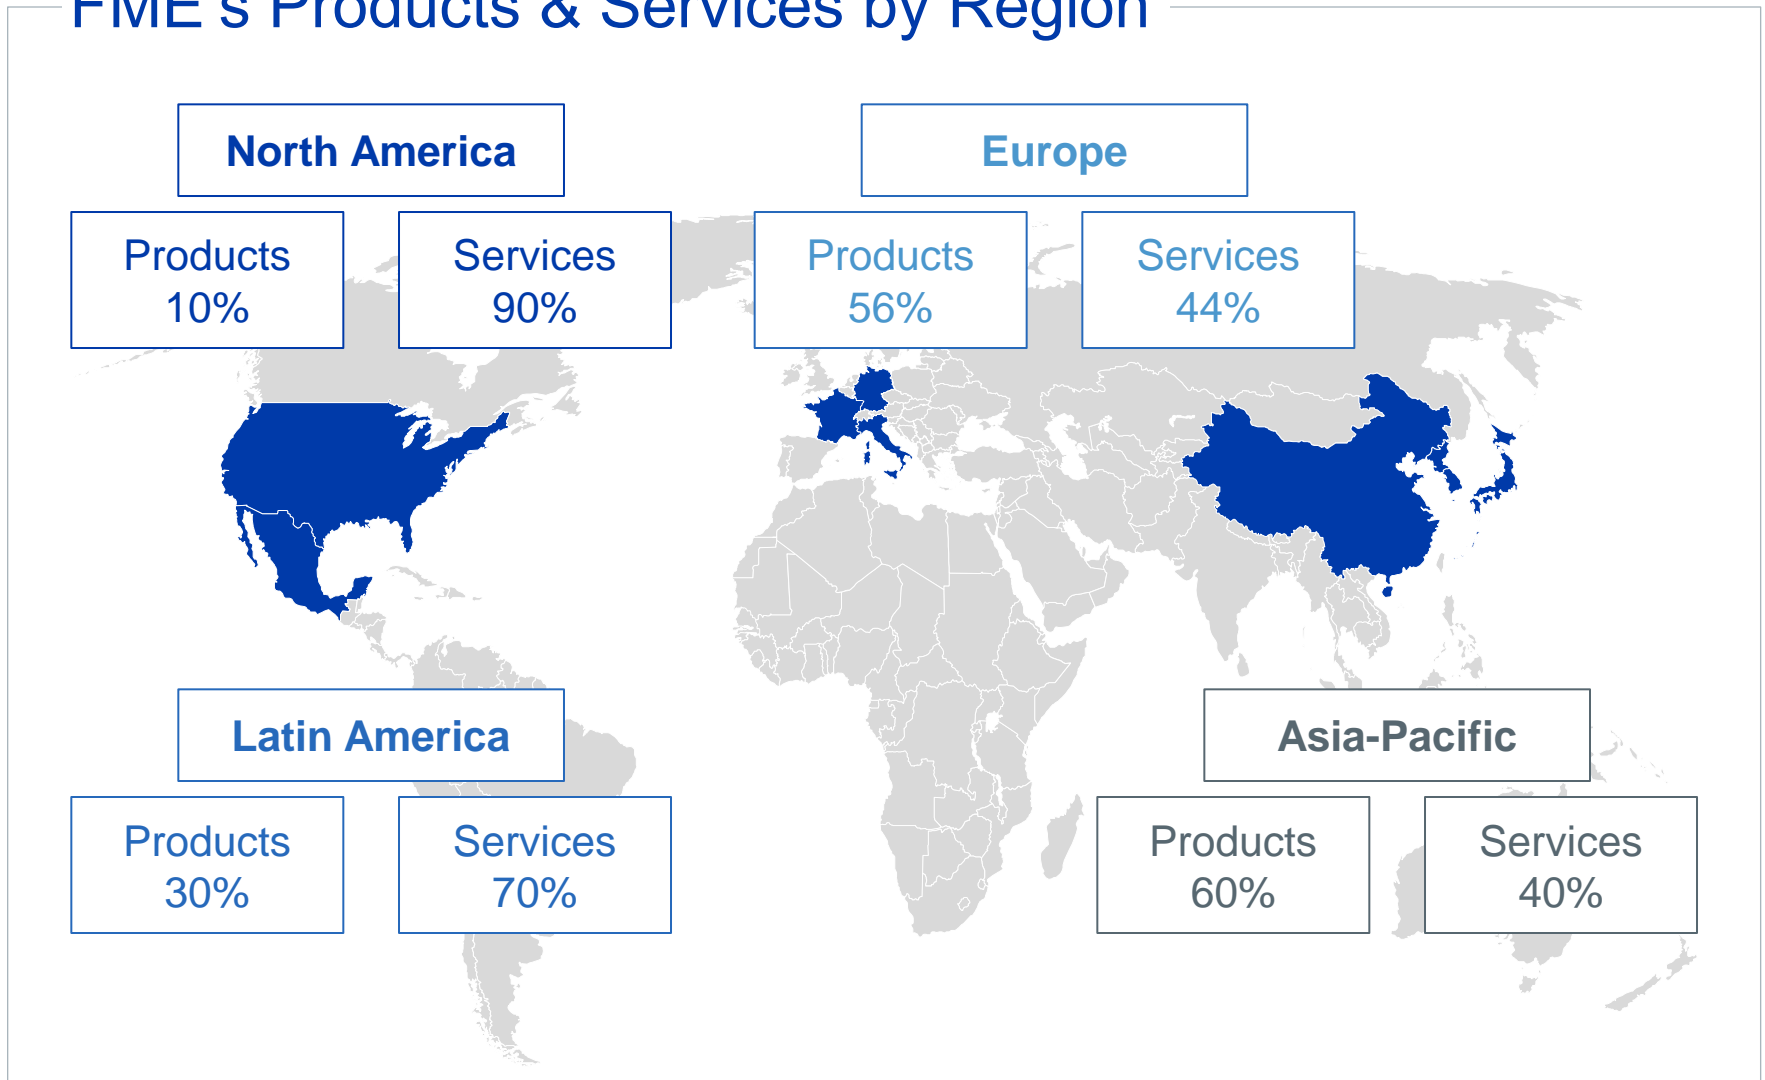 FME's Products & Services by Region
North America
Products
10%
Services
90%
Europe
Products
56%
Services
44%
Latin America
Products
30%
Services
70%
Asia-Pacific
Products
60%
Services
40%